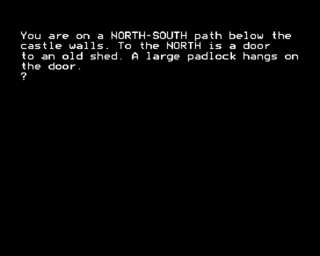 You are on a NORTH-SOUTH path below the
castle walls. To the NORTH is a door
to an old shed. A large padlock hangs on
the door.
?